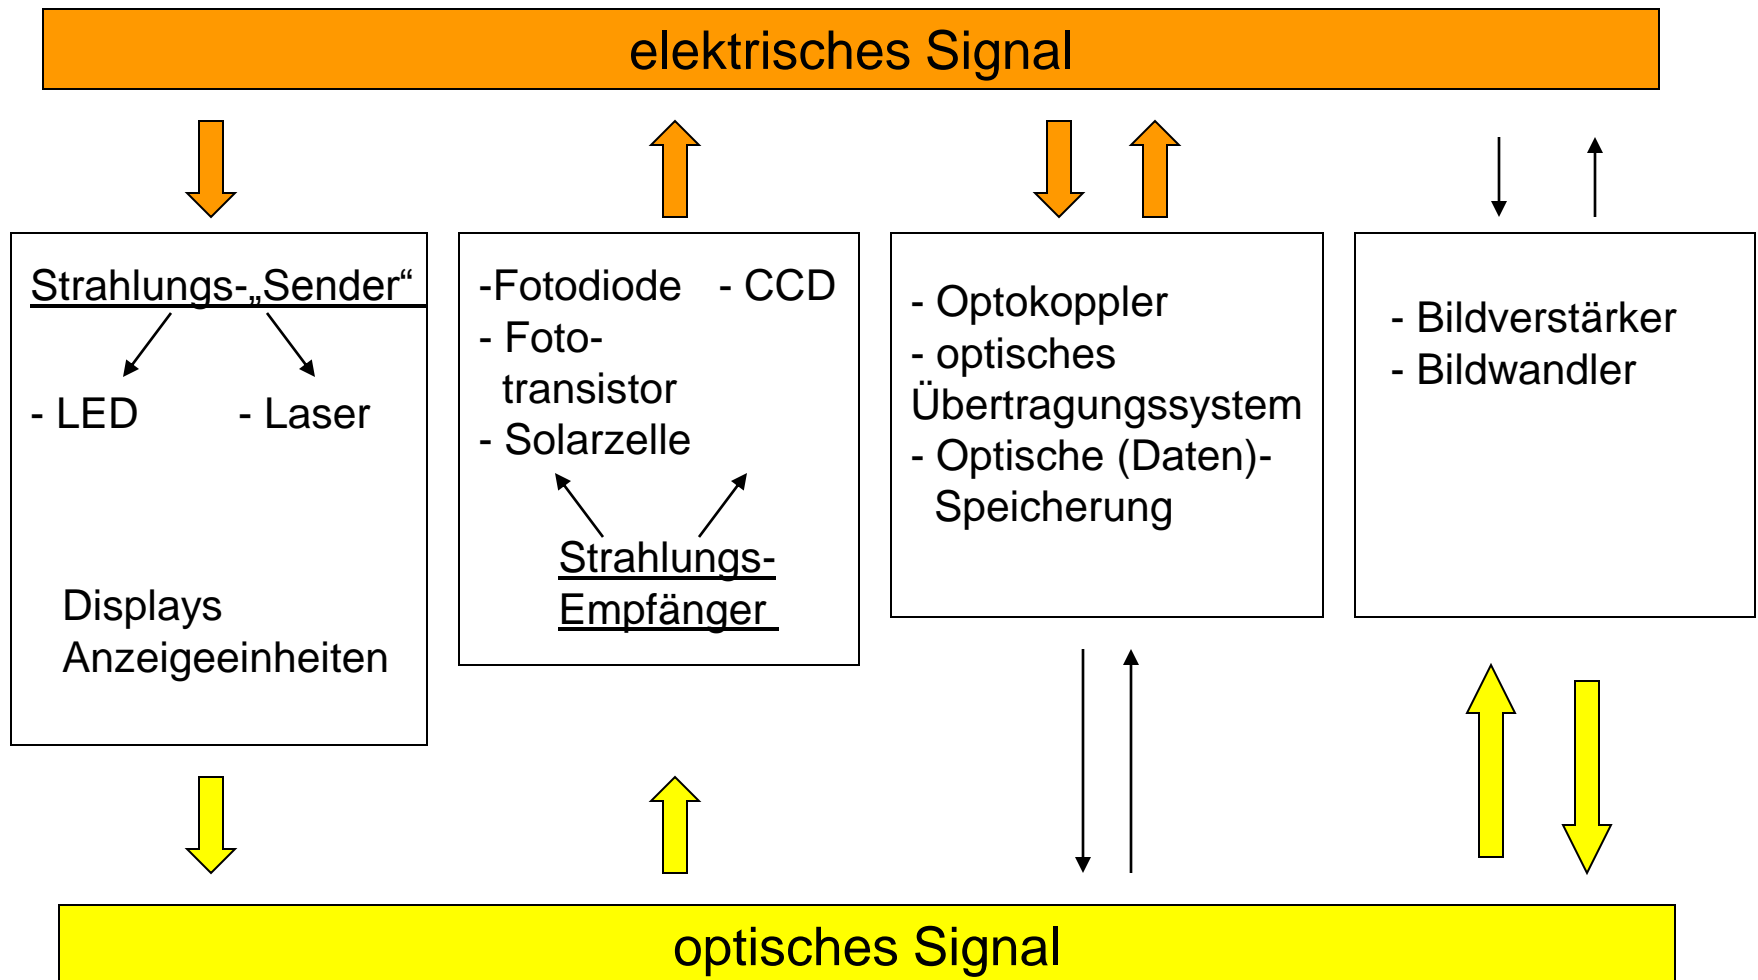 elektrisches Signal
Strahlungs-„Sender“
- LED - Laser
Displays
Anzeigeeinheiten
-Fotodiode - CCD
- Foto-
transistor
- Solarzelle
Strahlungs-
Empfänger
- Optokoppler
- optisches
Übertragungssystem
- Optische (Daten)-
Speicherung
- Bildverstärker
- Bildwandler
optisches Signal